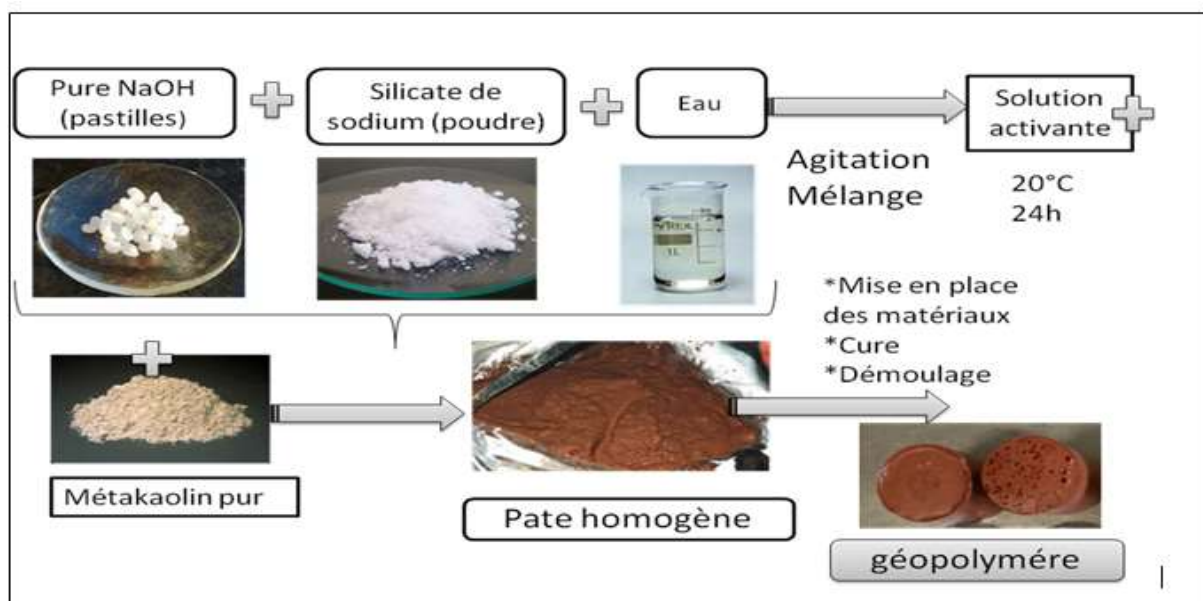 Pure NaOH
(pastilles)
Silicate de
sodium (poudre)
Eau
Solution
activante
Agitation
Mélange
20°C
24h
*Mise en place
des matériaux
*Cure
*Démoulage
Métakaolin pur
Pate homogène
géopolymére